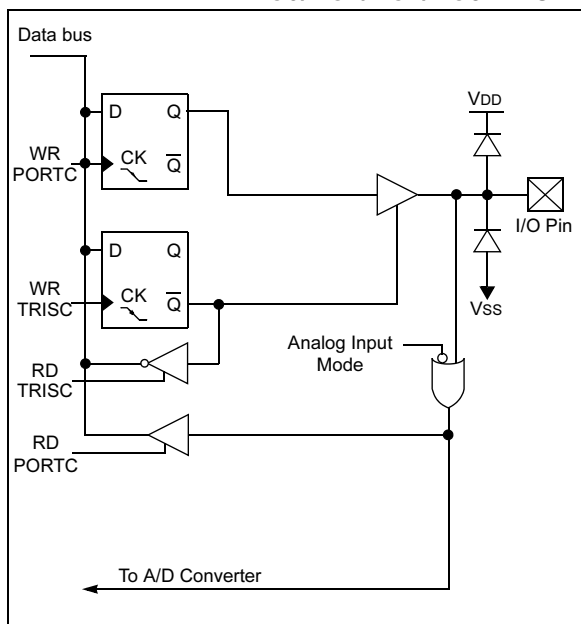 Data bus
D
Q
WR
PORTC
CK
Q
VDD
I/O Pin
D
Q
WR
TRISC
CK
Q
VSS
Analog Input
Mode
RD
TRISC
RD
PORTC
To A/D Converter